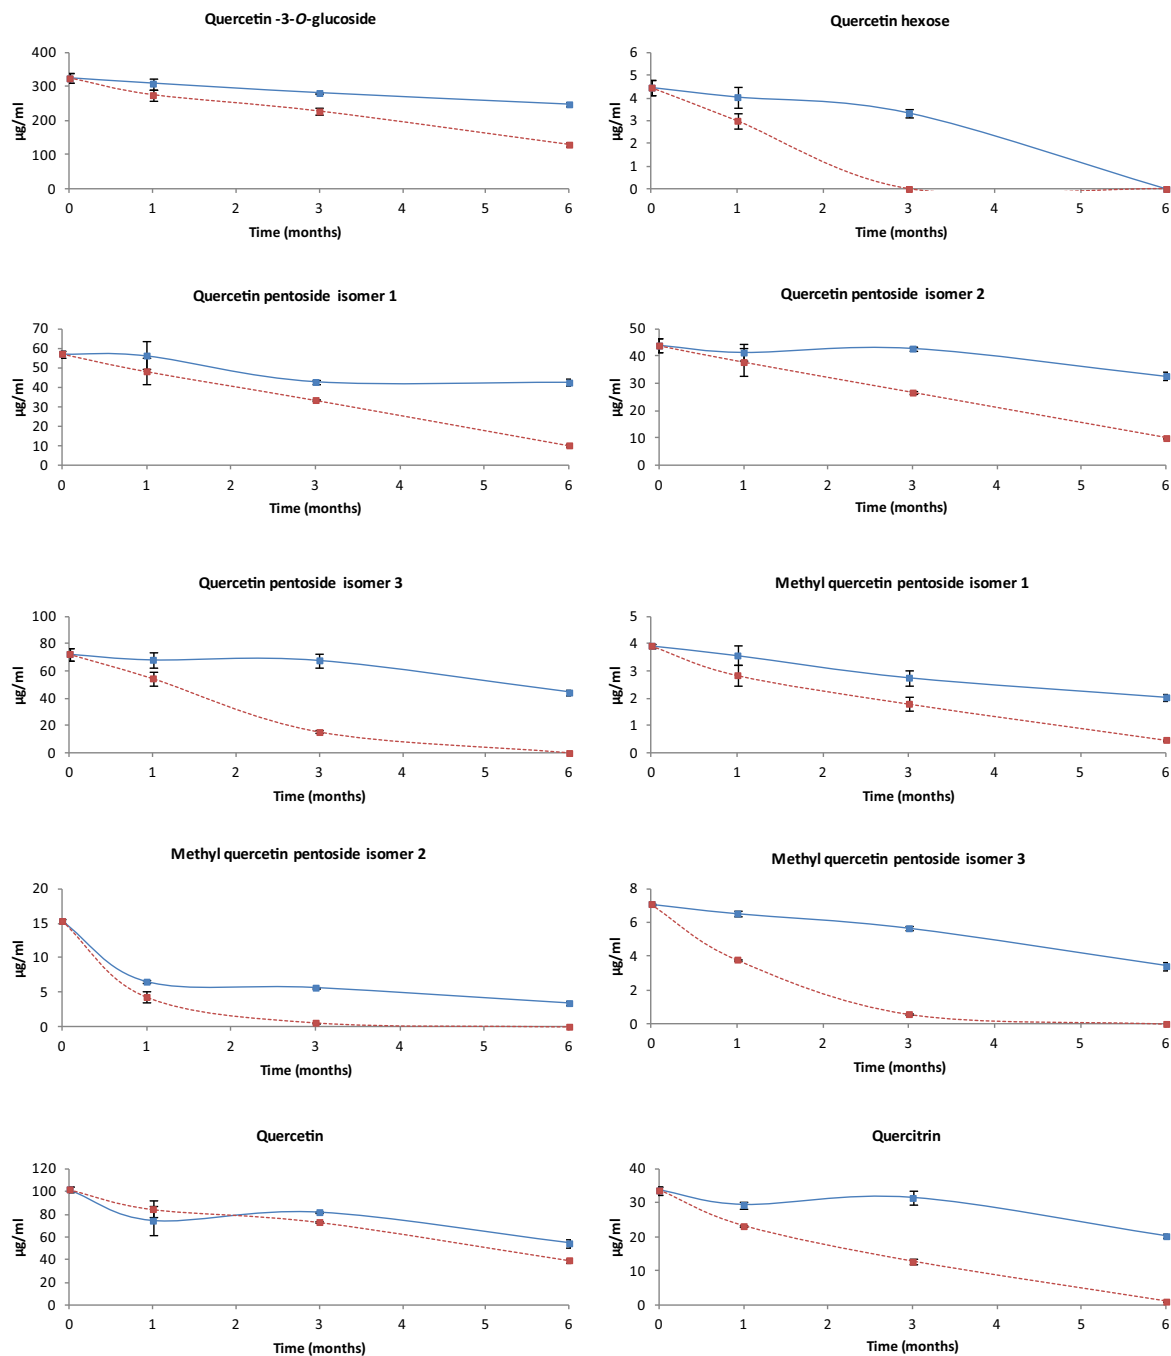 Quercetin -3-O-glucoside
400
300
200
100
0
µg/ml
0 1 2 3 4 5 6
Time (months)
Quercetin hexose
6
5
4
3
2
1
0
µg/ml
0 1 2 3 4 5 6
Time (months)
Quercetin pentoside isomer 1
70
60
50
40
30
20
10
0
µg/ml
0 1 2 3 4 5 6
Time (months)
Quercetin pentoside isomer 2
50
40
30
20
10
0
µg/ml
0 1 2 3 4 5 6
Time (months)
Quercetin pentoside isomer 3
100
80
60
40
20
0
µg/ml
0 1 2 3 4 5 6
Time (months)
Methyl quercetin pentoside isomer 1
5
4
3
2
1
0
µg/ml
0 1 2 3 4 5 6
Time (months)
Methyl quercetin pentoside isomer 2
20
15
10
5
0
µg/ml
0 1 2 3 4 5 6
Time (months)
Methyl quercetin pentoside isomer 3
8
6
4
2
0
µg/ml
0 1 2 3 4 5 6
Time (months)
Quercetin
120
100
80
60
40
20
0
µg/ml
0 1 2 3 4 5 6
Time (months)
Quercitrin
40
30
20
10
0
µg/ml
0 1 2 3 4 5 6
Time (months)